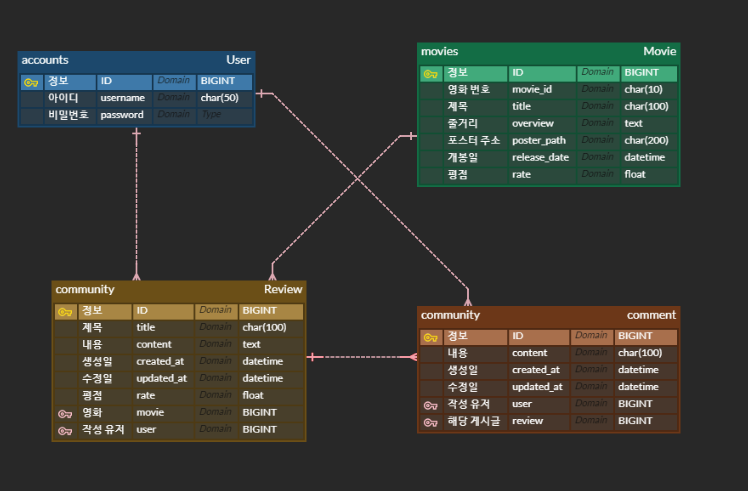 accounts User
정보 ID Domain BIGINT
아이디 username Domain char(50)
비밀번호 password Domain Type
movies Movie
정보 ID Domain BIGINT
영화 번호 movie_id Domain char(10)
제목 title Domain char(100)
줄거리 overview Domain text
포스터 주소 poster_path Domain char(200)
개봉일 release_date Domain datetime
평점 rate Domain float
community Review
정보 ID Domain BIGINT
제목 title Domain char(100)
내용 content Domain text
생성일 created_at Domain datetime
수정일 updated_at Domain datetime
평점 rate Domain float
영화 movie Domain BIGINT
작성 유저 user Domain BIGINT
community comment
정보 ID Domain BIGINT
내용 content Domain char(100)
생성일 created_at Domain datetime
수정일 updated_at Domain datetime
작성 유저 user Domain BIGINT
해당 게시글 review Domain BIGINT